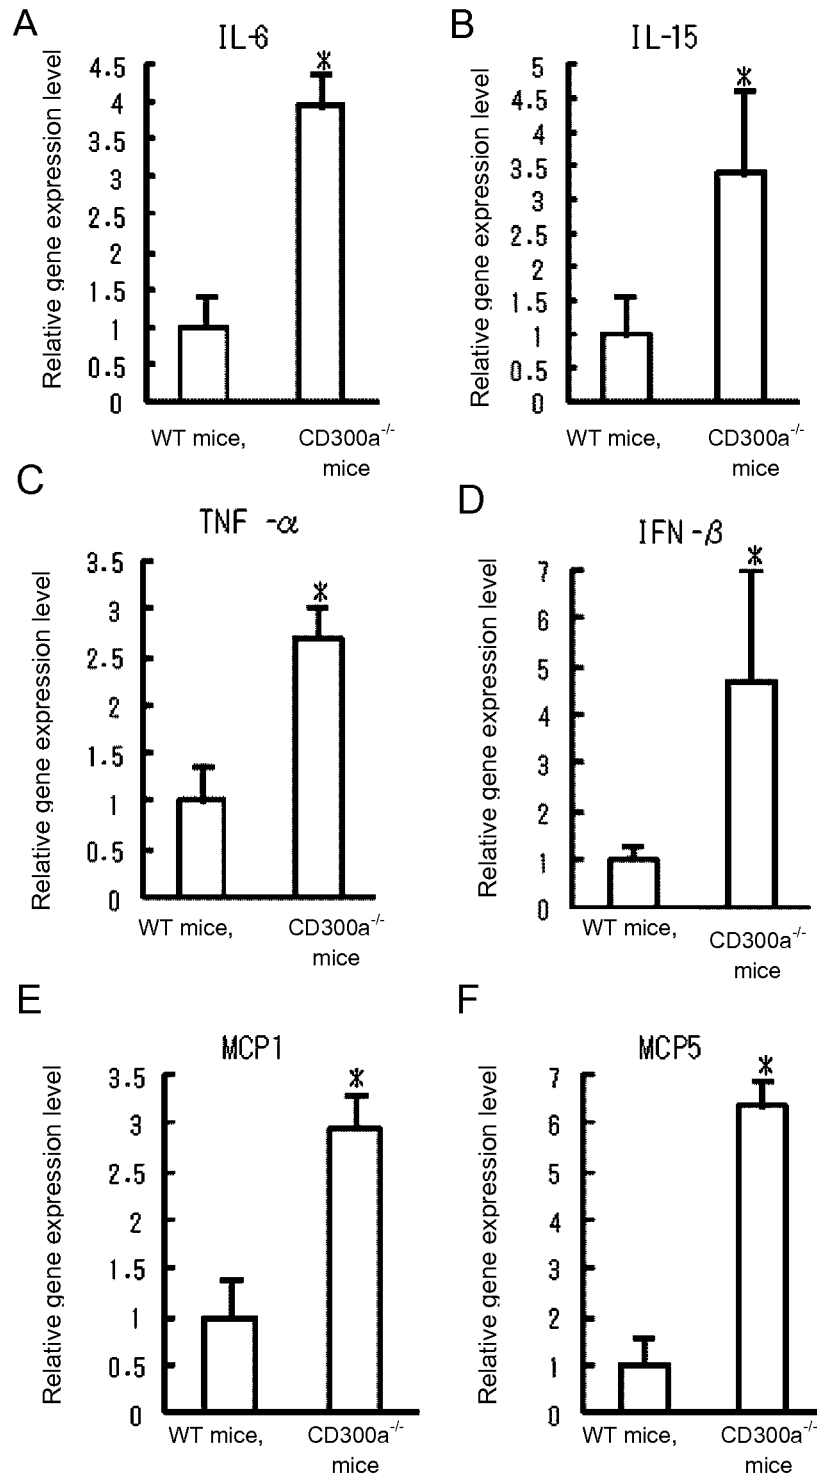 A
IL-6
Relative gene expression level
4.5
4
3.5
3
2.5
2
1.5
1
0.5
0
*
WT mice,
CD300a-/-
mice
B
IL-15
Relative gene expression level
5
4.5
4
3.5
3
2.5
2
1.5
1
0.5
0
*
WT mice,
CD300a-/-
mice
C
TNF -α
Relative gene expression level
3.5
3
2.5
2
1.5
1
0.5
0
*
WT mice,
CD300a-/-
mice
D
IFN -β
Relative gene expression level
7
6
5
4
3
2
1
0
*
WT mice,
CD300a-/-
mice
E
MCP1
Relative gene expression level
3.5
3
2.5
2
1.5
1
0.5
0
*
WT mice,
CD300a-/-
mice
F
MCP5
Relative gene expression level
7
6
5
4
3
2
1
0
*
WT mice,
CD300a-/-
mice